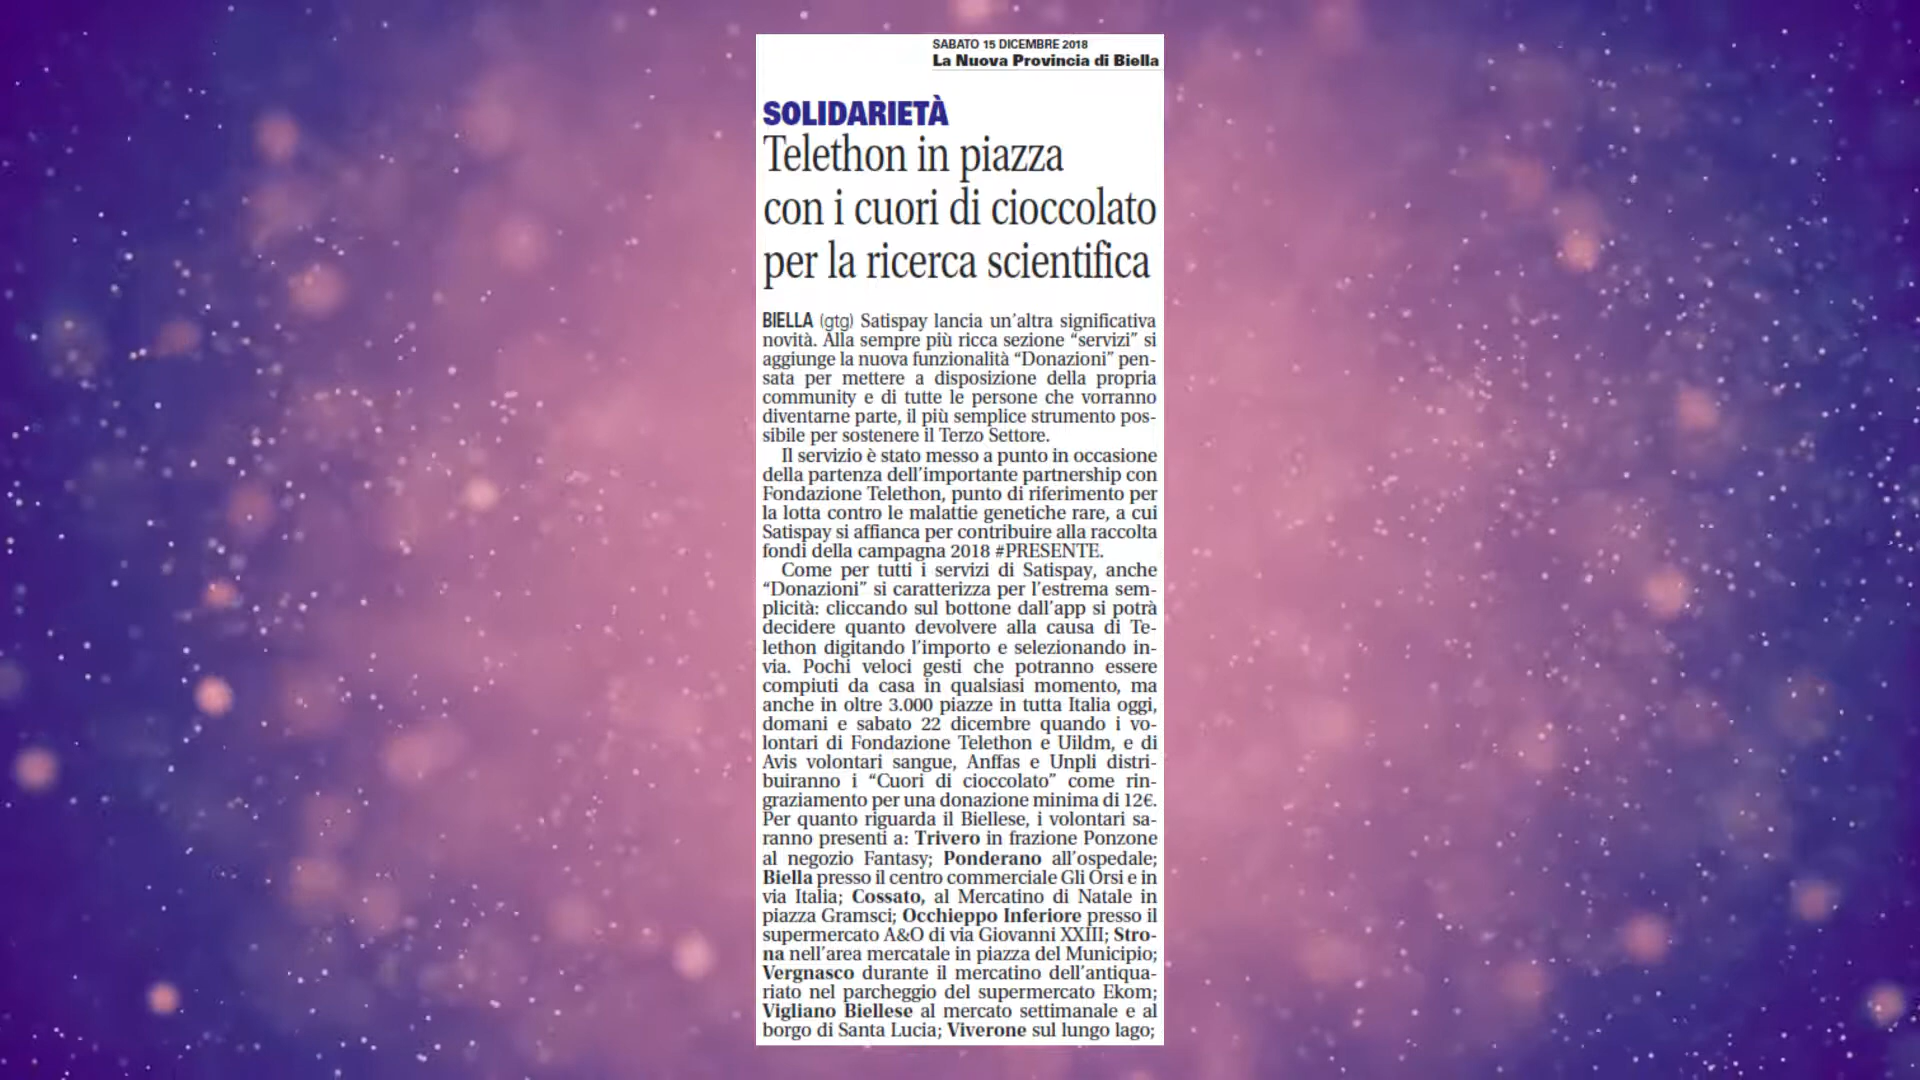 SABATO 15 DICEMBRE 2018
La Nuova Provincia di Biella
SOLIDARIETÀ
Telethon in piazza
con i cuori di cioccolato
per la ricerca scientifica
BIELLA (gtg) Satispay lancia un'altra significativa
novità. Alla sempre più ricca sezione “servizi” si
aggiunge la nuova funzionalità “Donazioni” pen-
sata per mettere a disposizione della propria
community e di tutte le persone che vorranno
diventarne parte, il più semplice strumento pos-
sibile per sostenere il Terzo Settore.
Il servizio è stato messo a punto in occasione
della partenza dell'importante partnership con
Fondazione Telethon, punto di riferimento per
la lotta contro le malattie genetiche rare, a cui
Satispay si affianca per contribuire alla raccolta
fondi della campagna 2018 #PRESENTE.
Come per tutti i servizi di Satispay, anche
“Donazioni” si caratterizza per l'estrema sem-
plicità: cliccando sul bottone dall'app si potrà
decidere quanto devolvere alla causa di Te-
lethon digitando l'importo e selezionando in-
via. Pochi veloci gesti che potranno essere
compiuti da casa in qualsiasi momento, ma
anche in oltre 3.000 piazze in tutta Italia oggi,
domani e sabato 22 dicembre quando i vo-
lontari di Fondazione Telethon e Uildm, e di
Avis volontari sangue, Anffas e Unpli distri-
buiranno i “Cuori di cioccolato” come rin-
graziamento per una donazione minima di 12€.
Per quanto riguarda il Biellese, i volontari sa-
ranno presenti a: Trivero in frazione Ponzone
al negozio Fantasy; Ponderano all'ospedale;
Biella presso il centro commerciale Gli Orsi e in
via Italia; Cossato, al Mercatino di Natale in
piazza Gramsci; Occhieppo Inferiore presso il
supermercato A&O di via Giovanni XXIII; Stro-
na nell'area mercatale in piazza del Municipio;
Vergnasco durante il mercatino dell'antiqua-
riato nel parcheggio del supermercato Ekom;
Vigliano Biellese al mercato settimanale e al
borgo di Santa Lucia; Viverone sul lungo lago;